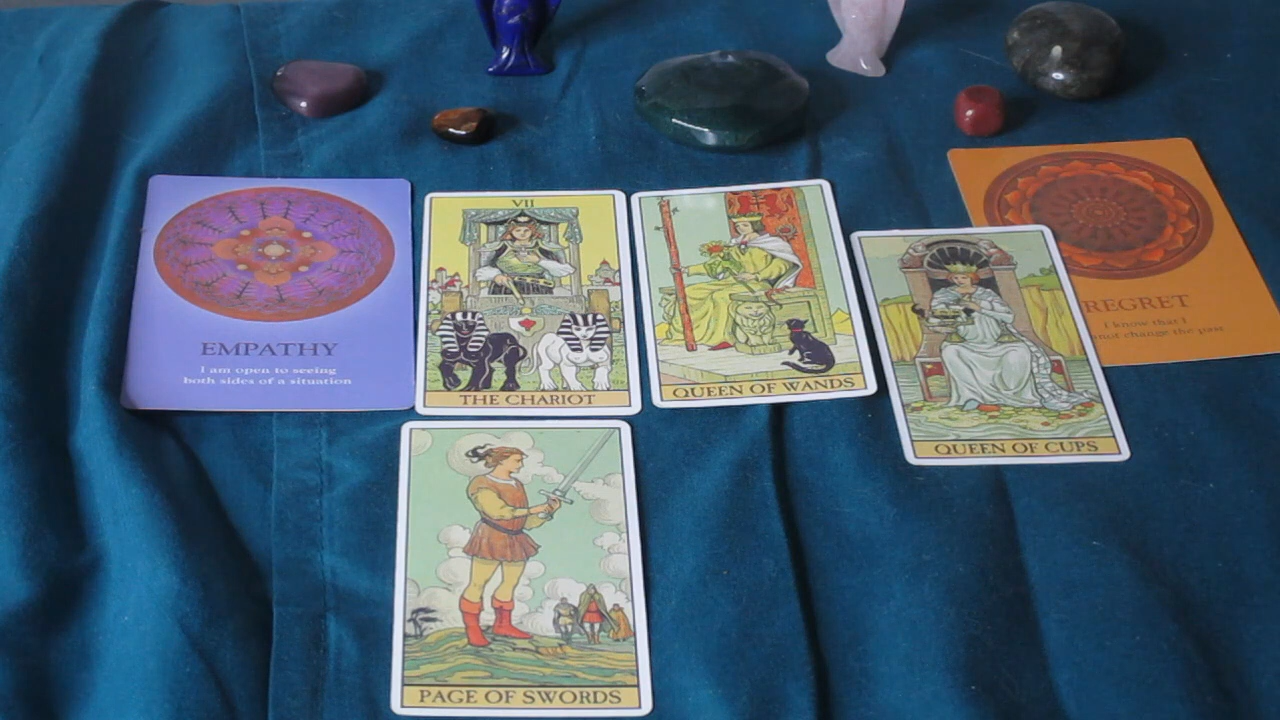 EMPATHY
I am open to seeing
both sides of a situation
VII
THE CHARIOT
QUEEN OF WANDS
QUEEN OF CUPS
REGRET
I know that I
change the past
PAGE OF SWORDS